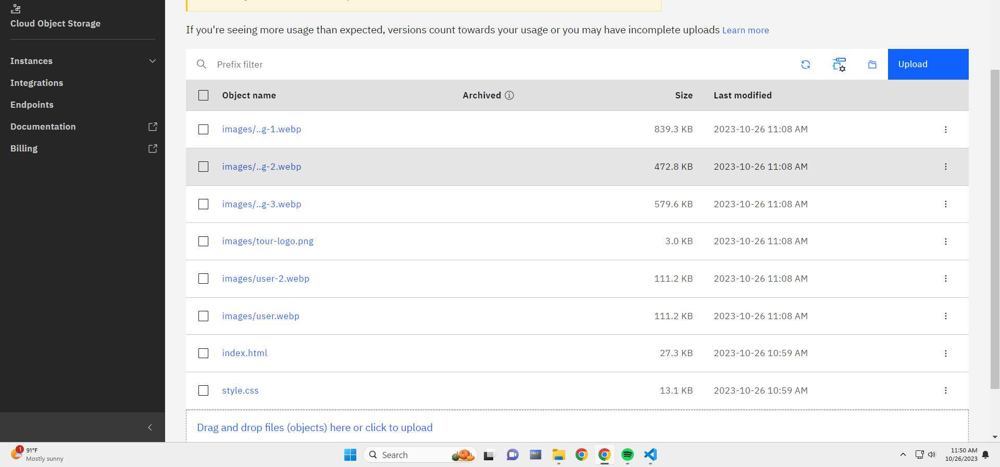 Cloud Object Storage
Instances
Integrations
Endpoints
Documentation
Billing
If you're seeing more usage than expected, versions count towards your usage or you may have incomplete uploads Learn more
Prefix filter
Upload
Object name Archived Size Last modified
images/..g-1.webp 839.3 KB 2023-10-26 11:08 AM
images/..g-2.webp 472.8 KB 2023-10-26 11:08 AM
images/..g-3.webp 579.6 KB 2023-10-26 11:08 AM
images/tour-logo.png 3.0 KB 2023-10-26 11:08 AM
images/user-2.webp 111.2 KB 2023-10-26 11:08 AM
images/user.webp 111.2 KB 2023-10-26 11:08 AM
index.html 27.3 KB 2023-10-26 10:59 AM
style.css 13.1 KB 2023-10-26 10:59 AM
Drag and drop files (objects) here or click to upload
1
91°F
Mostly sunny
Search
SQL>
11:50 AM
10/26/2023